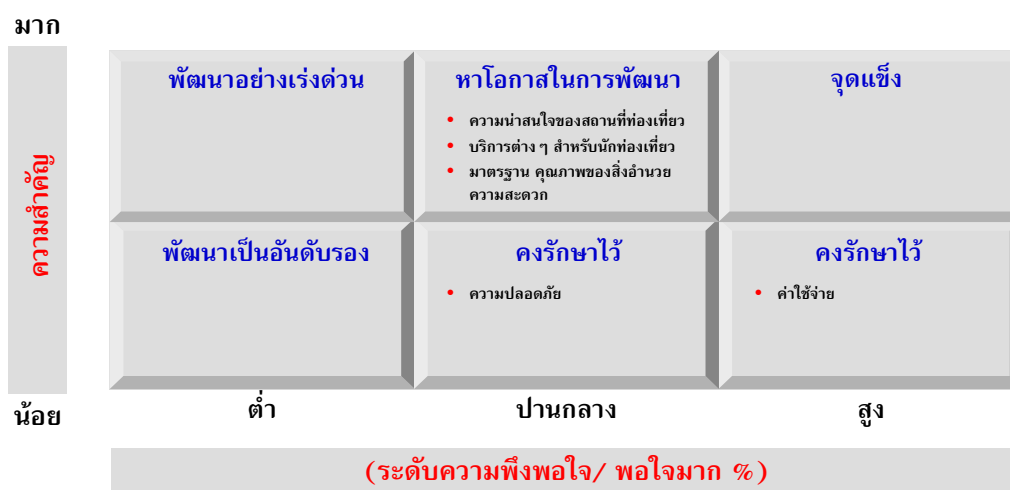 มาก
พัฒนาอย่างเร่งด่วน
หาโอกาสในการพัฒนา
• ความน่าสนใจของสถานที่ท่องเที่ยว
• บริการต่าง ๆ สำหรับนักท่องเที่ยว
• มาตรฐาน คุณภาพของสิ่งอำนวย
ความสะดวก
จุดแข็ง
ความสำคัญ
พัฒนาเป็นอันดับรอง
คงรักษาไว้
• ความปลอดภัย
คงรักษาไว้
• ค่าใช้จ่าย
น้อย
ต่ำ
ปานกลาง
สูง
(ระดับความพึงพอใจ/ พอใจมาก %)